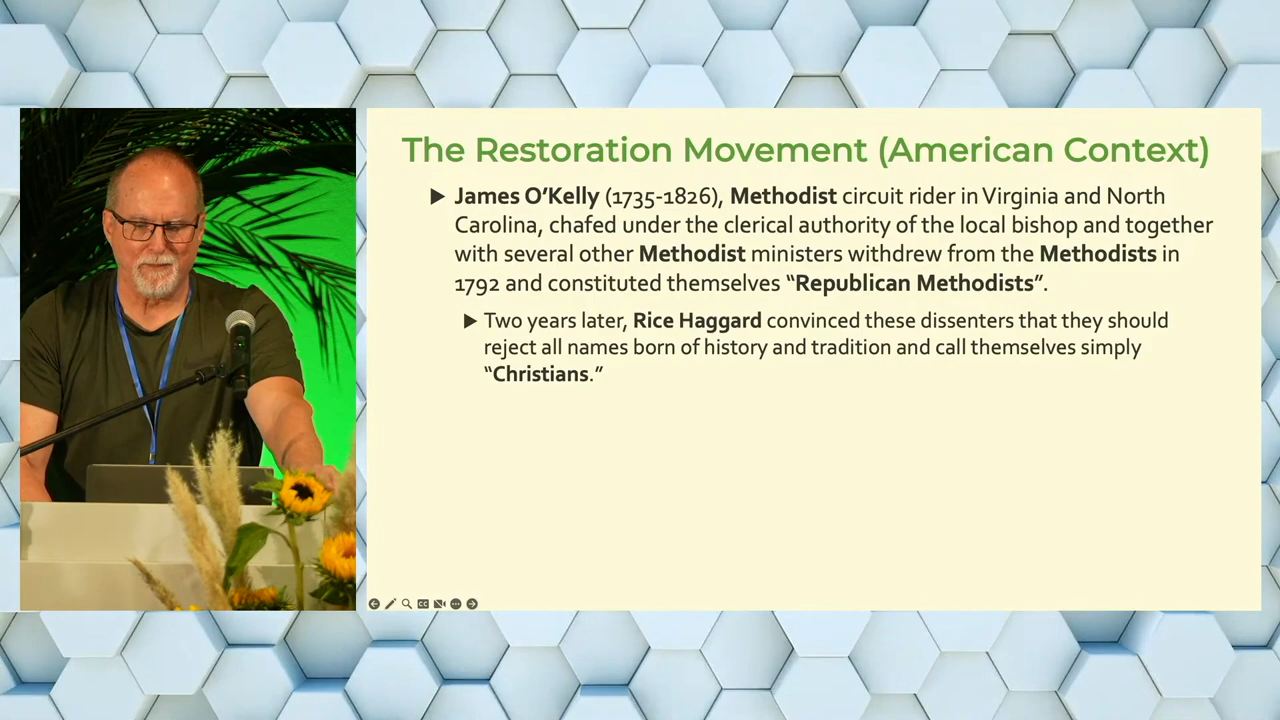 The Restoration Movement (American Context)
James O’Kelly (1735-1826), Methodist circuit rider in Virginia and North
Carolina, chafed under the clerical authority of the local bishop and together
with several other Methodist ministers withdrew from the Methodists in
1792 and constituted themselves “Republican Methodists”.
Two years later, Rice Haggard convinced these dissenters that they should
reject all names born of history and tradition and call themselves simply
“Christians.”
CC